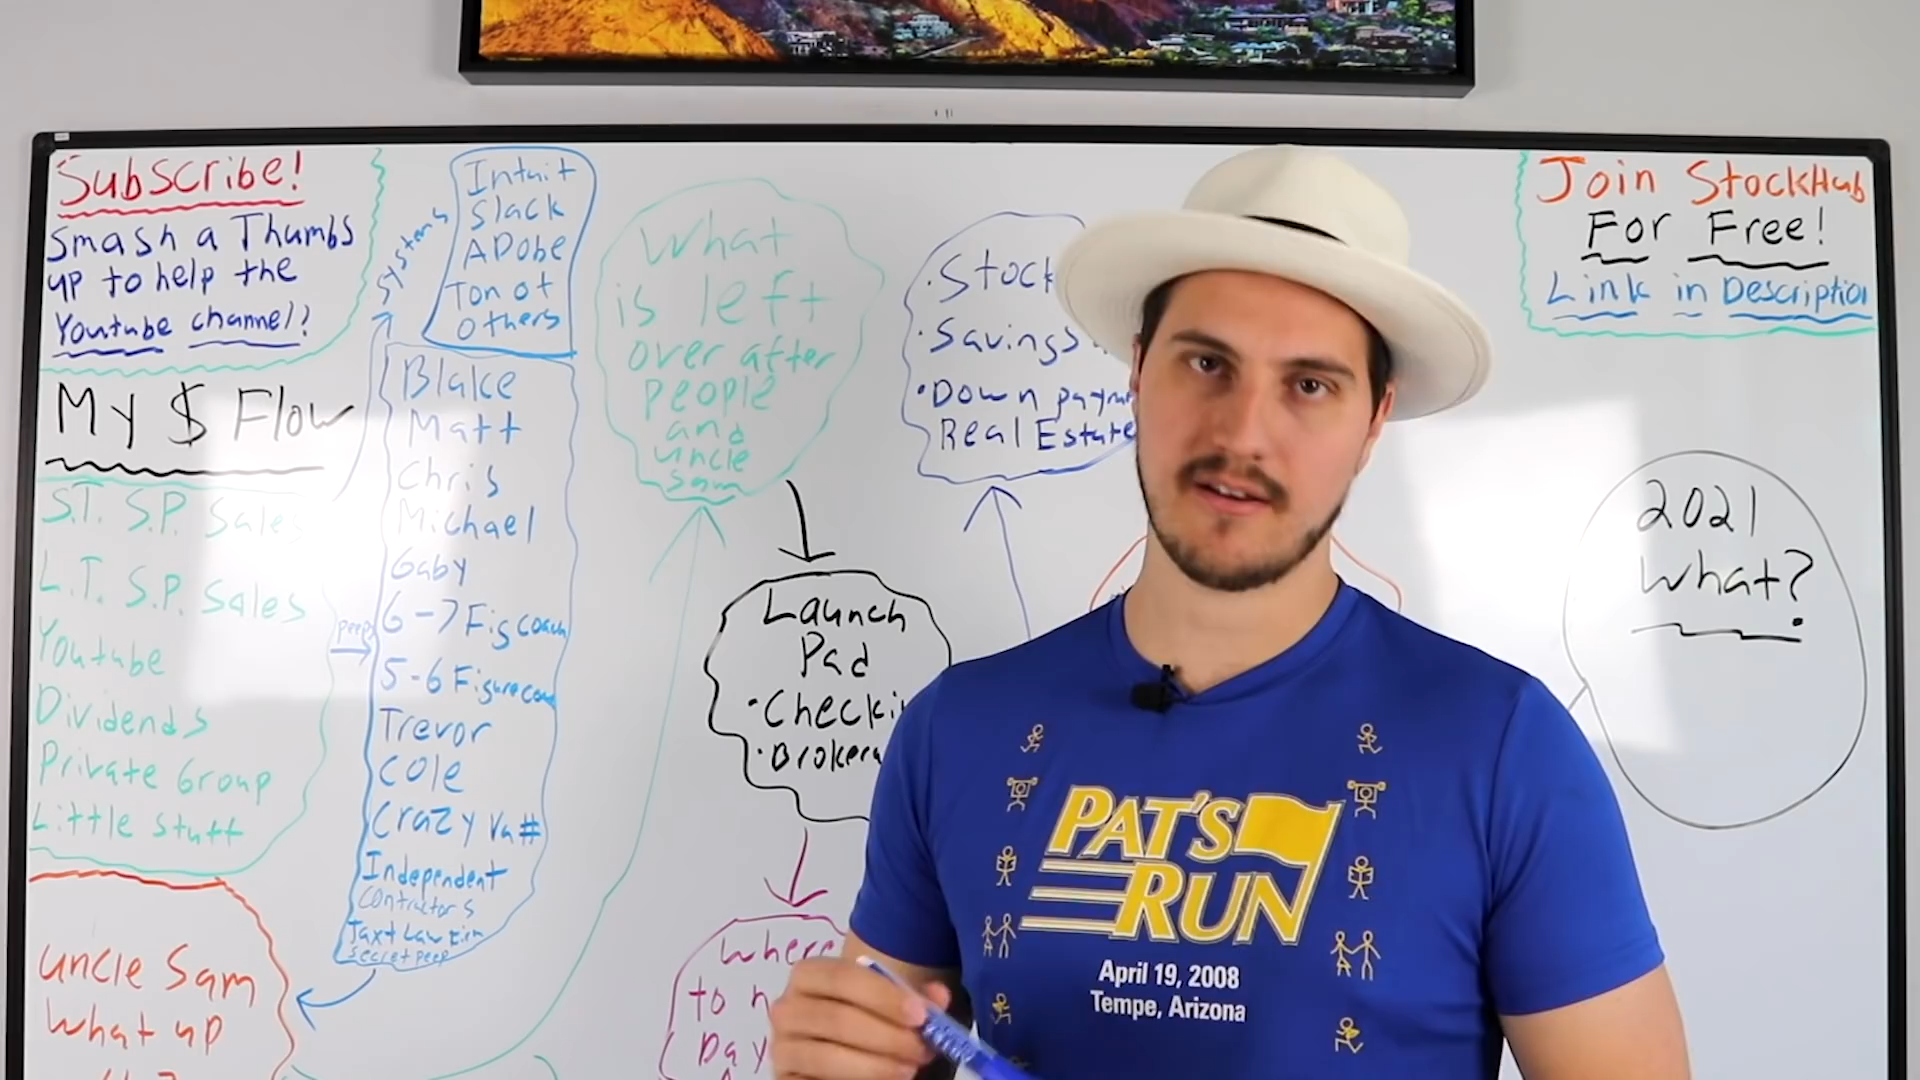 Subscribe!
Smash a Thumbs
up to help the
Youtube channel?
My $ Flow
S.T. S.P. Sales
L.T. S.P. Sales
Youtube
Dividends
Private Group
Little stuff
Uncle Sam
What up
Systems
Intuit
Slack
ADobe
Ton of
others
peep
Blake
Matt
Chris
Michael
Gaby
6-7 Fig coach
5-6 Figure
Trevor
Cole
Crazy Va#
Independent
contractors
Tax + Law Firm
secret peep
What
is left
over after
people
and
uncle
Sam
Launch
Pad
•
•
Where
to
Day
•
• Savings
• Down
Real Estate
Join StockHub
For Free!
Link in Description
2021
What?
PAT'S
RUN
April 19, 2008
Tempe, Arizona